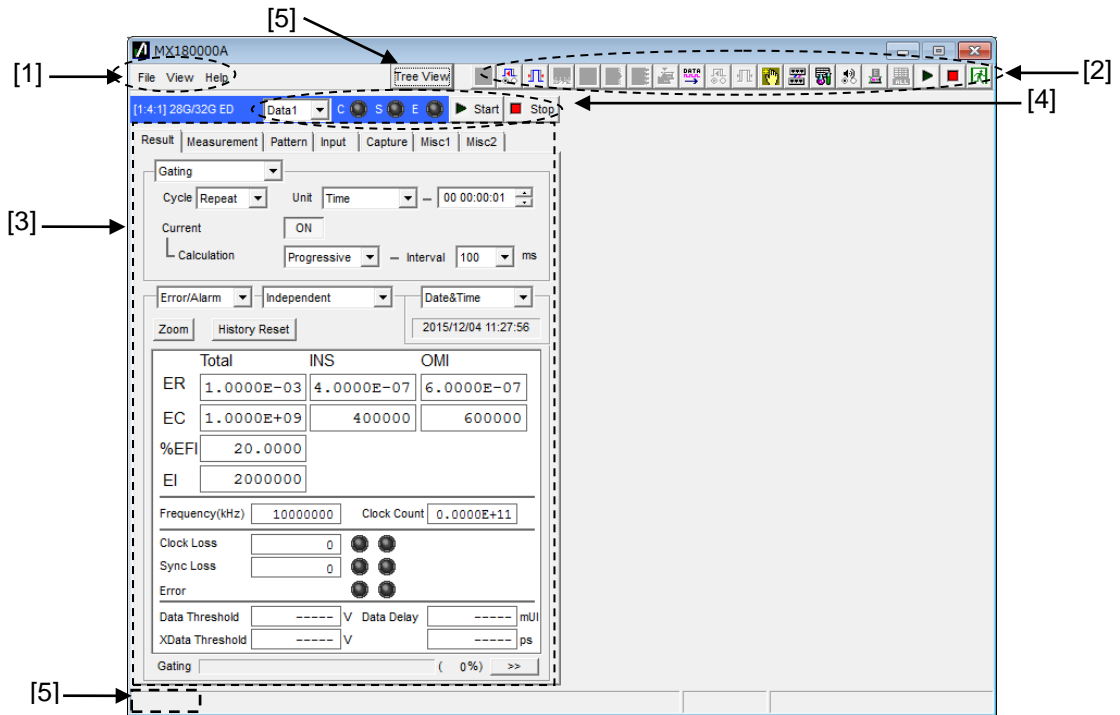 [5]
MX180000A
[1]
File View Help
Tree View
DATA
[2]
[1:4:1] 28G/32G ED
Data1
C S E
Start
Stop
[4]
Result Measurement Pattern Input Capture Misc1 Misc2
Gating
Cycle Repeat Unit Time – 00 00:00:01
[3]
Current ON
Calculation Progressive – Interval 100 ms
Error/Alarm Independent Date&Time
Zoom History Reset 2015/12/04 11:27:56
Total INS OMI
ER 1.0000E-03 4.0000E-07 6.0000E-07
EC 1.0000E+09 400000 600000
%EFI 20.0000
EI 2000000
Frequency(kHz) 10000000 Clock Count 0.0000E+11
Clock Loss 0
Sync Loss 0
Error
Data Threshold ----- V Data Delay ----- mUI
XData Threshold ----- V ----- ps
Gating ( 0%) >>
[5]